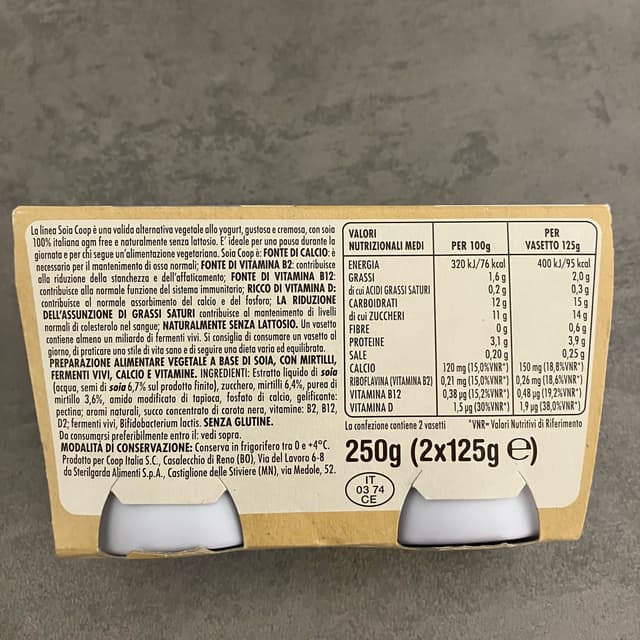 La linea Soia Coop è una valida alternativa vegetale allo yogurt, gustosa e cremosa, con soia
100% italiana ogm free e naturalmente senza lattosio. E' ideale per una pausa durante la
giornata e per chi segue un'alimentazione vegetariana. Soia Coop è: FONTE DI CALCIO: è
necessario per il mantenimento di ossa normali; FONTE DI VITAMINA B2: contribuisce
alla riduzione della stanchezza e dell'affaticamento; FONTE DI VITAMINA B12:
contribuisce alla normale funzione del sistema immunitario; RICCO DI VITAMINA D:
contribuisce al normale assorbimento del calcio e del fosforo; LA RIDUZIONE
DELL'ASSUNZIONE DI GRASSI SATURI contribuisce al mantenimento di livelli
normali di colesterolo nel sangue; NATURALMENTE SENZA LATTOSIO. Un vasetto
contiene almeno un miliardo di fermenti vivi. Si consiglia di consumare un vasetto al
giorno, di praticare uno stile di vita sano e di seguire una dieta varia ed equilibrata.
PREPARAZIONE ALIMENTARE VEGETALE A BASE DI SOIA, CON MIRTILLI,
FERMENTI VIVI, CALCIO E VITAMINE. INGREDIENTI: Estratto liquido di soia
(acqua, semi di soia 6,7% sul prodotto finito), zucchero, mirtilli 6,4%, purea di
mirtillo 3,6%, amido modificato di tapioca, fosfato di calcio, gelificante:
pectina; aromi naturali, succo concentrato di carota nera, vitamine: B2, B12,
D2; fermenti vivi, Bifidobacterium lactis. SENZA GLUTINE.
Da consumarsi preferibilmente entro il: vedi sopra.
MODALITÀ DI CONSERVAZIONE: Conserva in frigorifero tra 0 e +4°C.
Prodotto per Coop Italia S.C., Casalecchio di Reno (BO), Via del Lavoro 6-8
da Sterilgarda Alimenti S.p.A., Castiglione delle Stiviere (MN), via Medole, 52.
VALORI NUTRIZIONALI MEDI PER 100g PER VASETTO 125g
ENERGIA 320 kJ/76 kcal 400 kJ/95 kcal
GRASSI 1,6 g 2,0 g
di cui ACIDI GRASSI SATURI 0,2 g 0,3 g
CARBOIDRATI 12 g 15 g
di cui ZUCCHERI 11 g 14 g
FIBRE 0 g 0,6 g
PROTEINE 3,1 g 3,9 g
SALE 0,20 g 0,25 g
CALCIO 120 mg (15,0%VNR*) 150 mg (18,8%VNR*)
RIBOFLAVINA (VITAMINA B2) 0,21 mg (15,0%VNR*) 0,26 mg (18,6%VNR*)
VITAMINA B12 0,38 µg (15,2%VNR*) 0,48 µg (19,2%VNR*)
VITAMINA D 1,5 µg (30%VNR*) 1,9 µg (38,0%VNR*)
La confezione contiene 2 vasetti *VNR= Valori Nutritivi di Riferimento
250g (2x125g ℮)
IT
03 74
CE